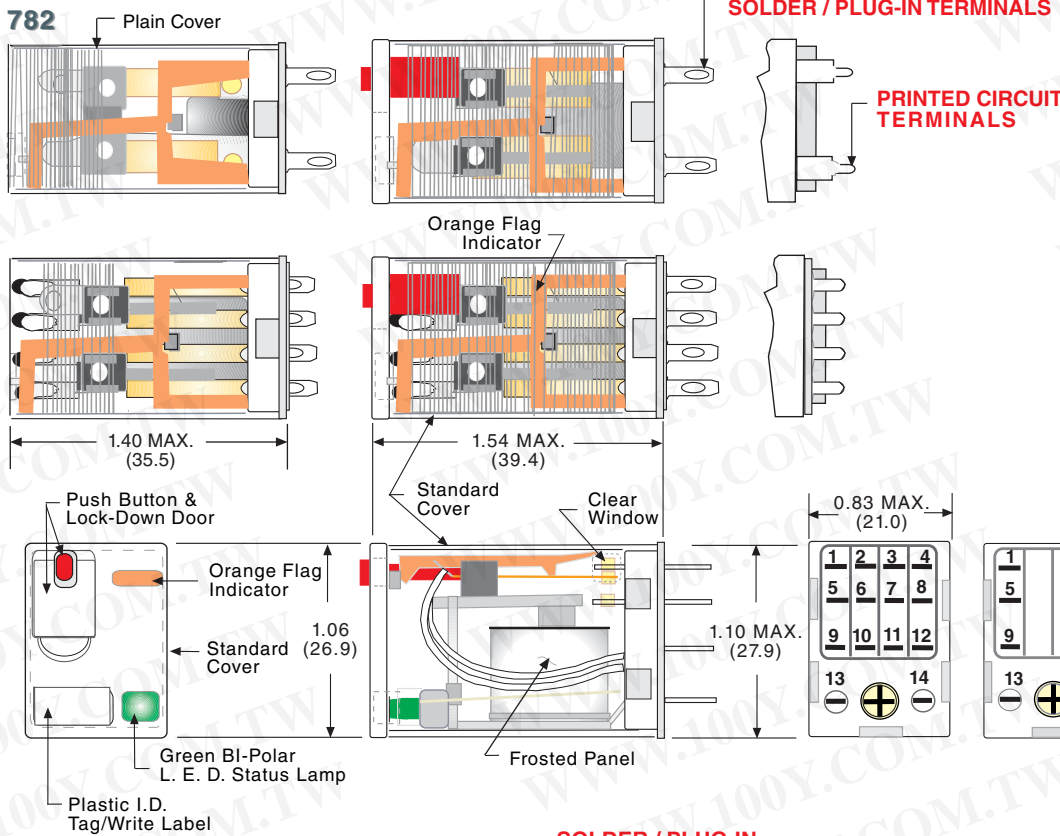 782
Plain Cover
SOLDER / PLUG-IN TERMINALS
PRINTED CIRCUIT
TERMINALS
Orange Flag
Indicator
1.40 MAX.
(35.5)
1.54 MAX.
(39.4)
Push Button &
Lock-Down Door
Standard
Cover
Clear
Window
0.83 MAX.
(21.0)
Orange Flag
Indicator
1.06
(26.9)
Standard
Cover
1.10 MAX.
(27.9)
1 2 3 4
5 6 7 8
9 10 11 12
13 14
1
5
9
13
Green BI-Polar
L. E. D. Status Lamp
Frosted Panel
Plastic I.D.
Tag/Write Label
SOLDER / PLUG-IN
WWW.100Y.COM.TW